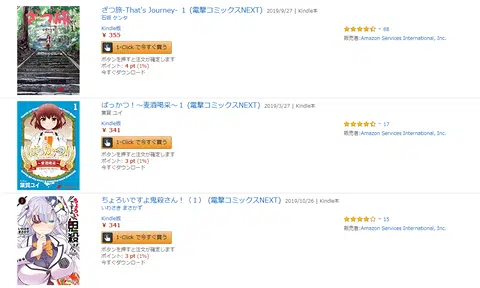 ざつ旅-That's Journey- 1 (電撃コミックスNEXT) 2019/9/27 | Kindle本
石坂 ケンタ
Kindle版
¥ 355
1-Click で今すぐ買う
ボタンを押すと注文が確定します
ポイント: 4 pt (1%)
今すぐダウンロード
68
販売者: Amazon Services International, Inc.
ばっかつ!~麦酒喝采~ 1 (電撃コミックスNEXT) 2019/3/27 | Kindle本
葉賀 ユイ
Kindle版
¥ 341
1-Click で今すぐ買う
ボタンを押すと注文が確定します
ポイント: 3 pt (1%)
今すぐダウンロード
17
販売者: Amazon Services International, Inc.
ちょろいですよ鬼殺さん!(1) (電撃コミックスNEXT) 2019/10/26 | Kindle本
いわさき まさかず
Kindle版
¥ 341
1-Click で今すぐ買う
ボタンを押すと注文が確定します
ポイント: 3 pt (1%)
今すぐダウンロード
15
販売者: Amazon Services International, Inc.